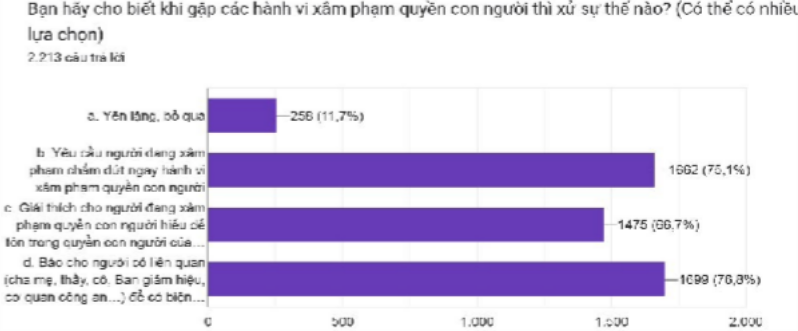 Bạn hãy cho biết khi gặp các hành vi xâm phạm quyền con người thì xử sự thế nào? (Có thể có nhiều
lựa chọn)
2.213 câu trả lời
a. Yên lặng, bỏ qua
258 (11,7%)
b. Yêu cầu người đang xâm
phạm chấm dứt ngay hành vi
xâm phạm quyền con người
1662 (75,1%)
c. Giải thích cho người đang xâm
phạm quyền con người hiểu để
tôn trọng quyền con người của...
1475 (66,7%)
d. Báo cho người có liên quan
(cha mẹ, thầy, cô, Ban giám hiệu,
cơ quan công an...) để có biện...
1699 (76,8%)
0 500 1.000 1.500 2.000